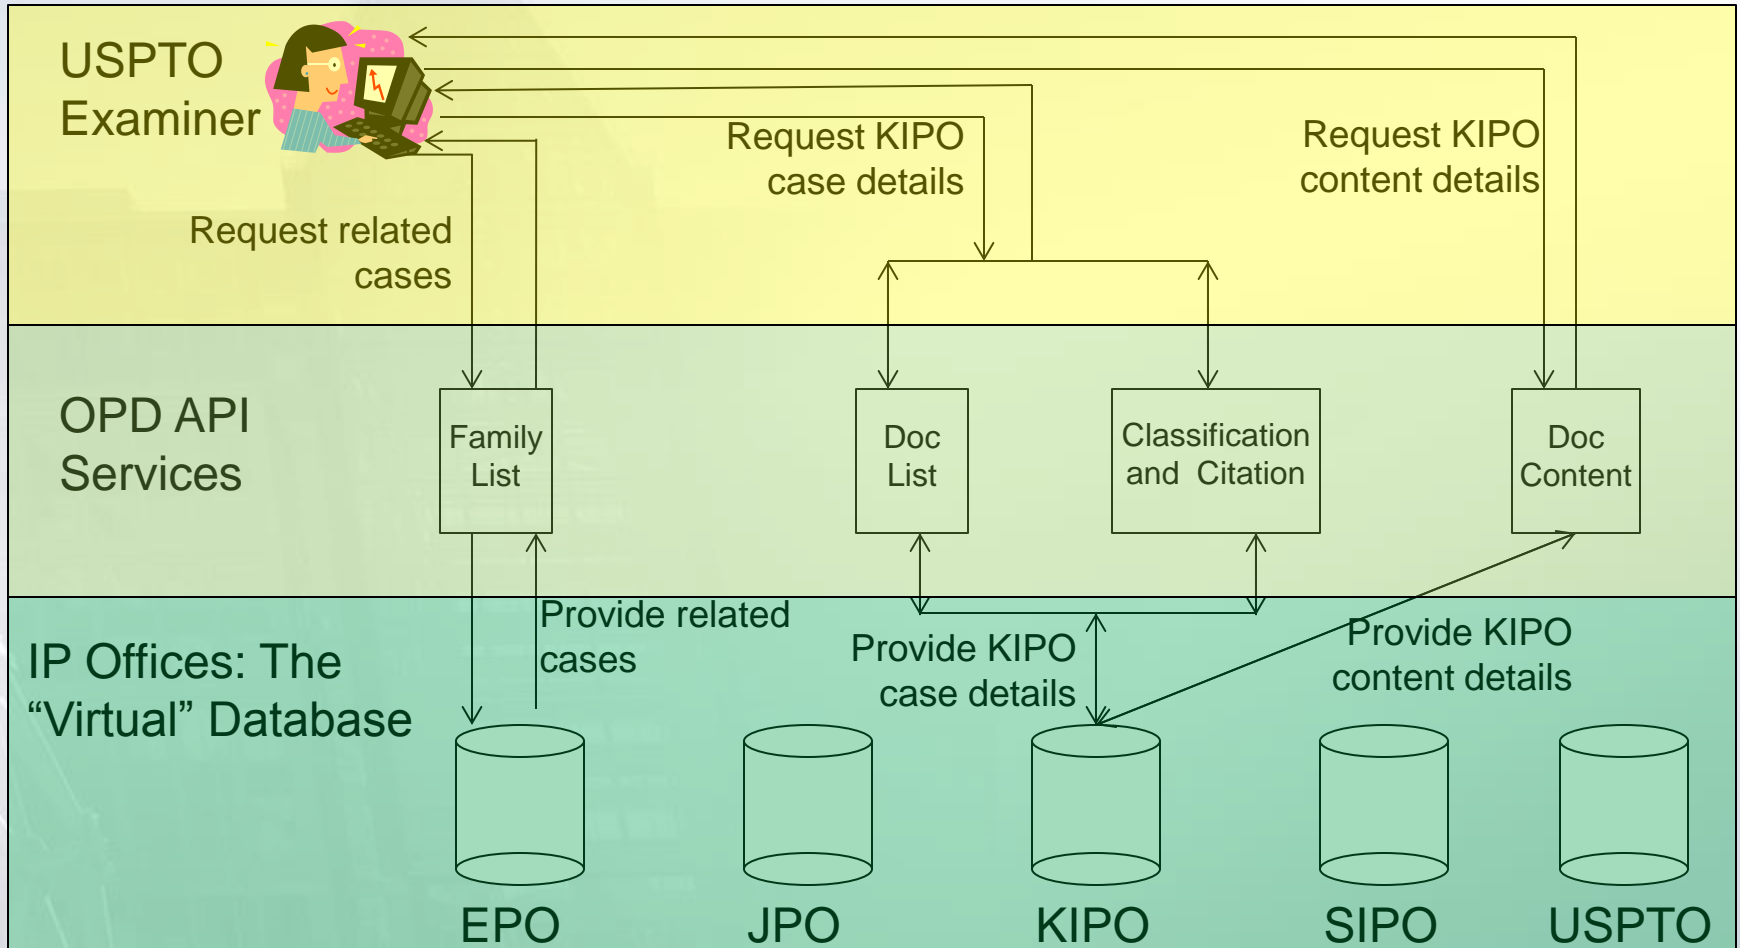 USPTO
Examiner
Request KIPO
case details
Request KIPO
content details
Request related
cases
OPD API
Services
Family
List
Doc
List
Classification
and Citation
Doc
Content
IP Offices: The
“Virtual” Database
Provide related
cases
Provide KIPO
case details
Provide KIPO
content details
EPO
JPO
KIPO
SIPO
USPTO